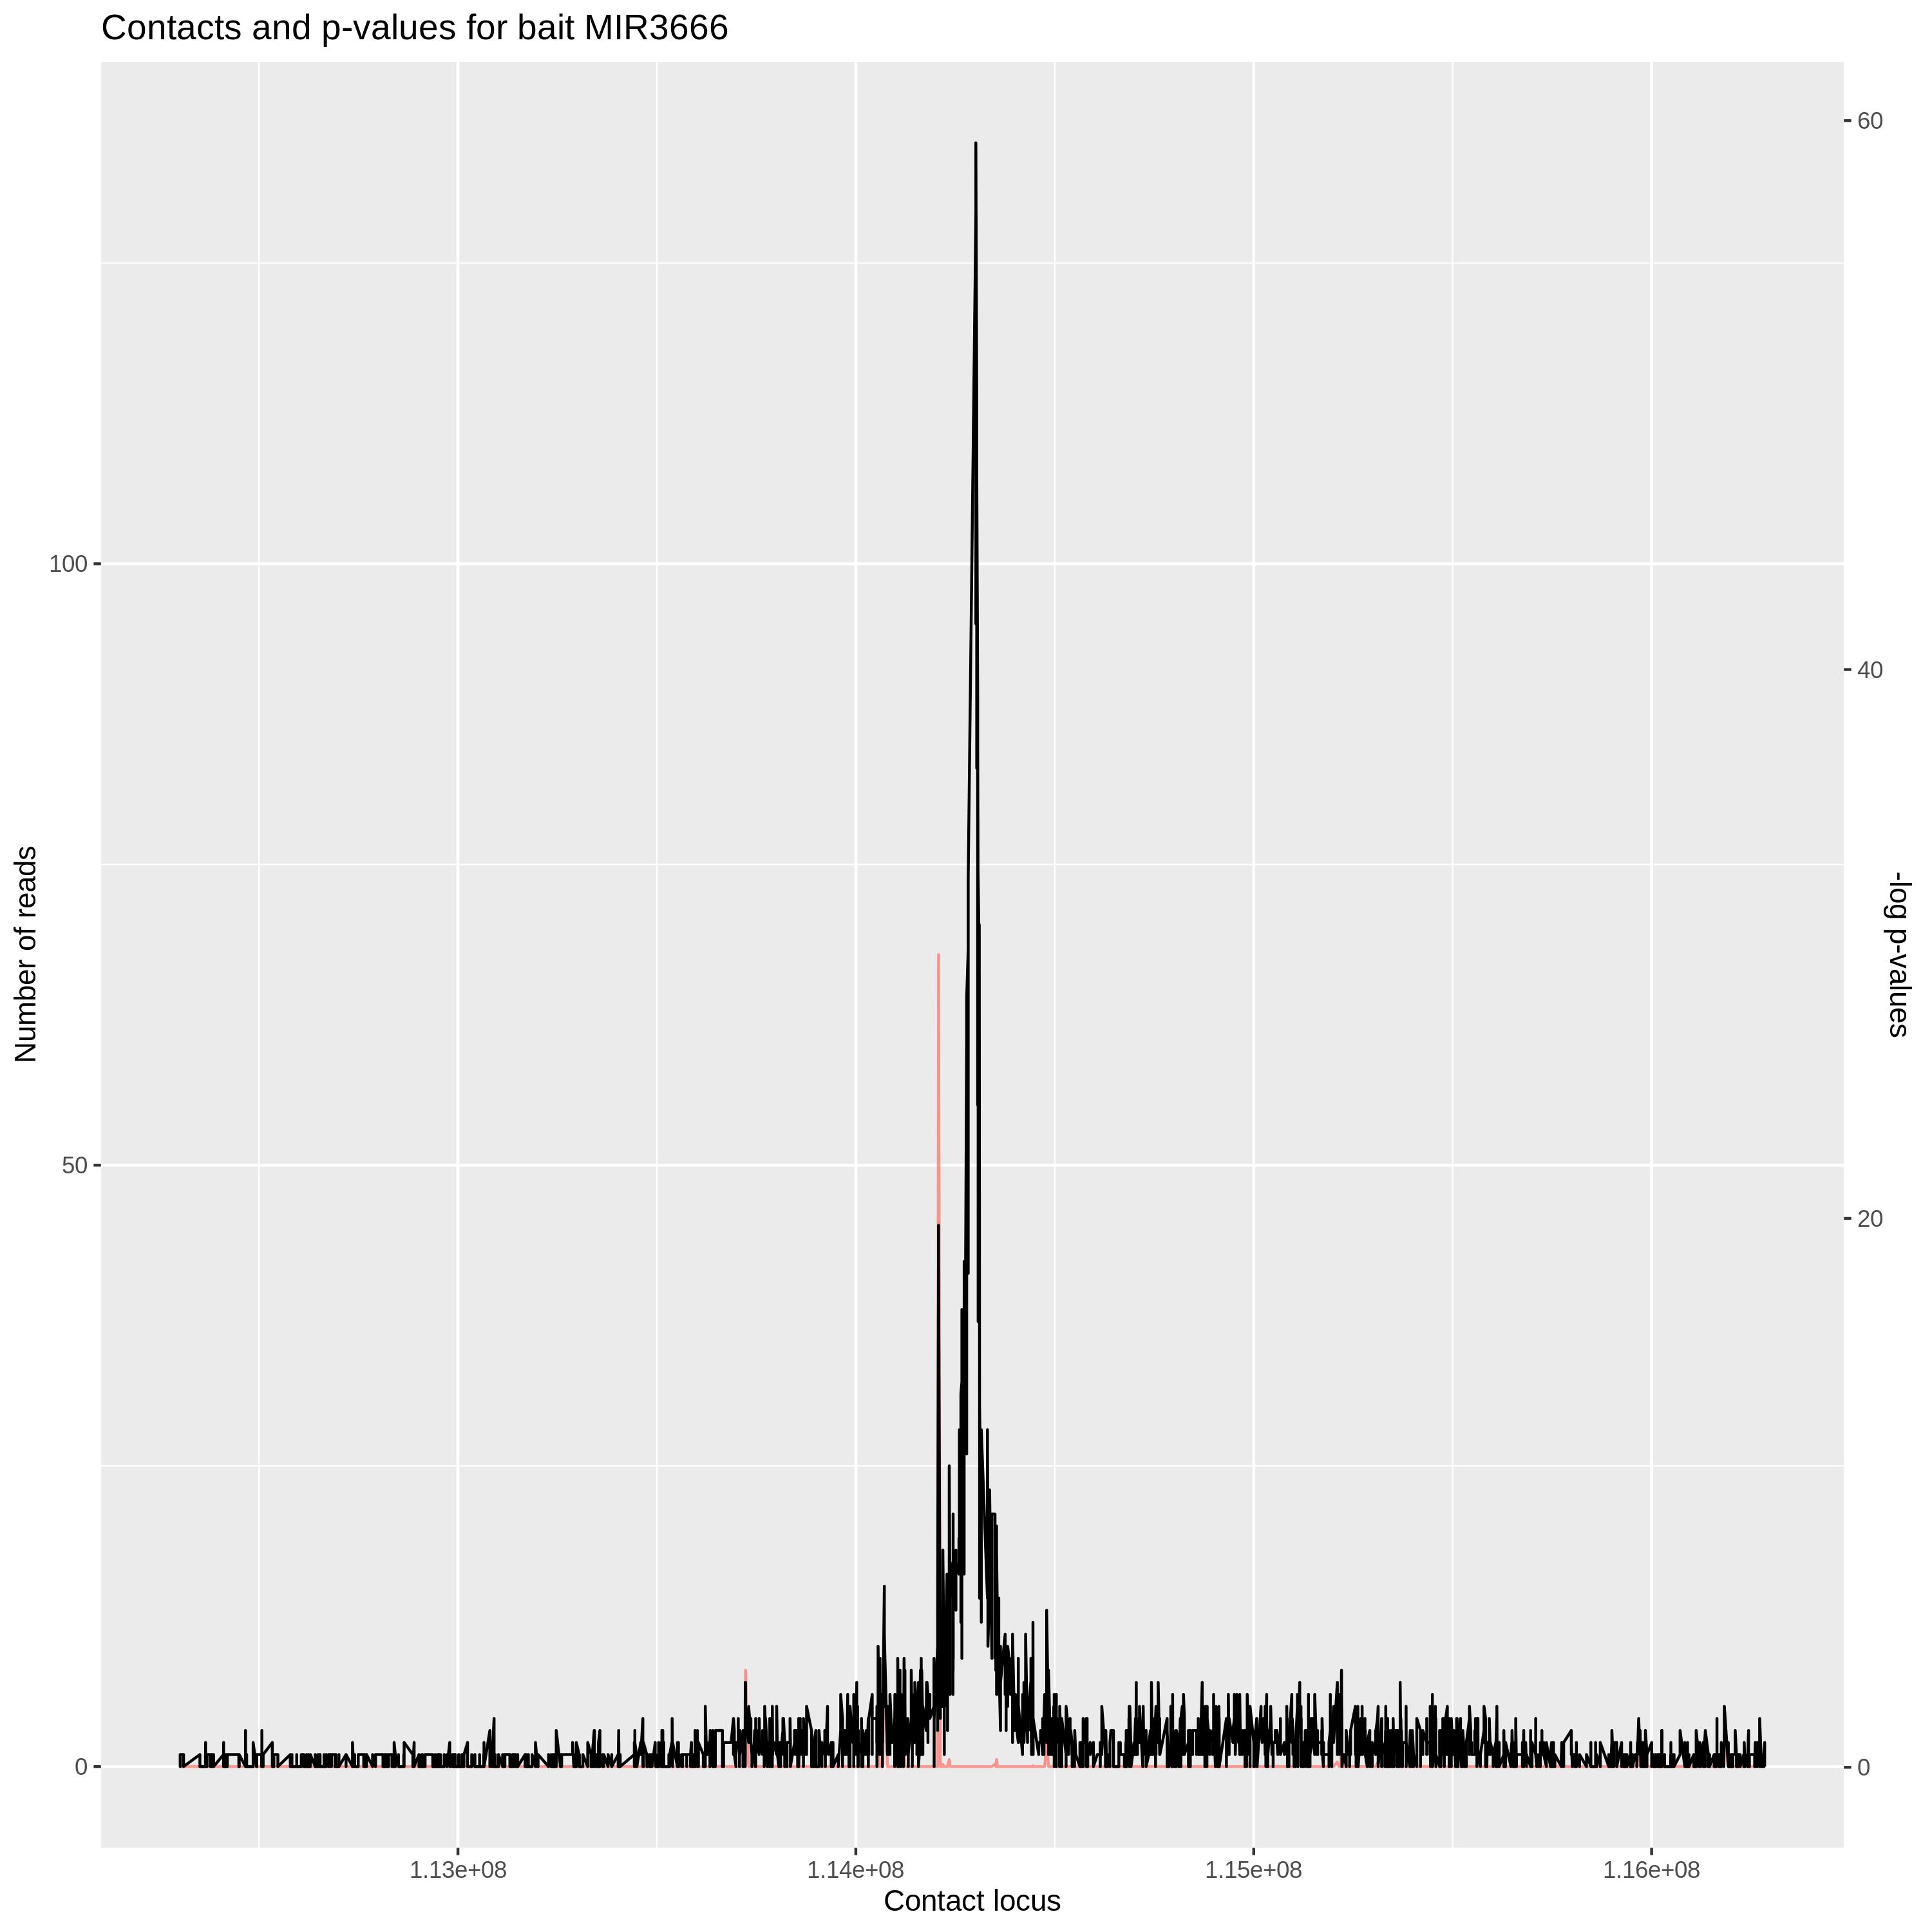 Contacts and p-values for bait MIR3666
60
100
40
Number of reads
-log p-values
50
20
0
0
1.13e+08
1.14e+08
1.15e+08
1.16e+08
Contact locus